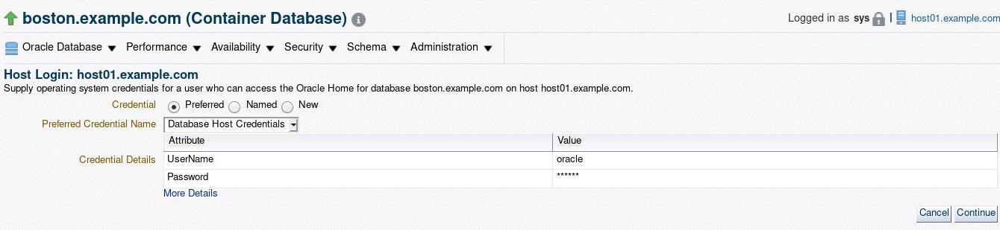 boston.example.com (Container Database)
Logged in as sys host01.example.com
Oracle Database Performance Availability Security Schema Administration
Host Login: host01.example.com
Supply operating system credentials for a user who can access the Oracle Home for database boston.example.com on host host01.example.com.
Credential Preferred Named New
Preferred Credential Name Database Host Credentials
Attribute Value
Credential Details UserName oracle
Password ******
More Details
Cancel Continue